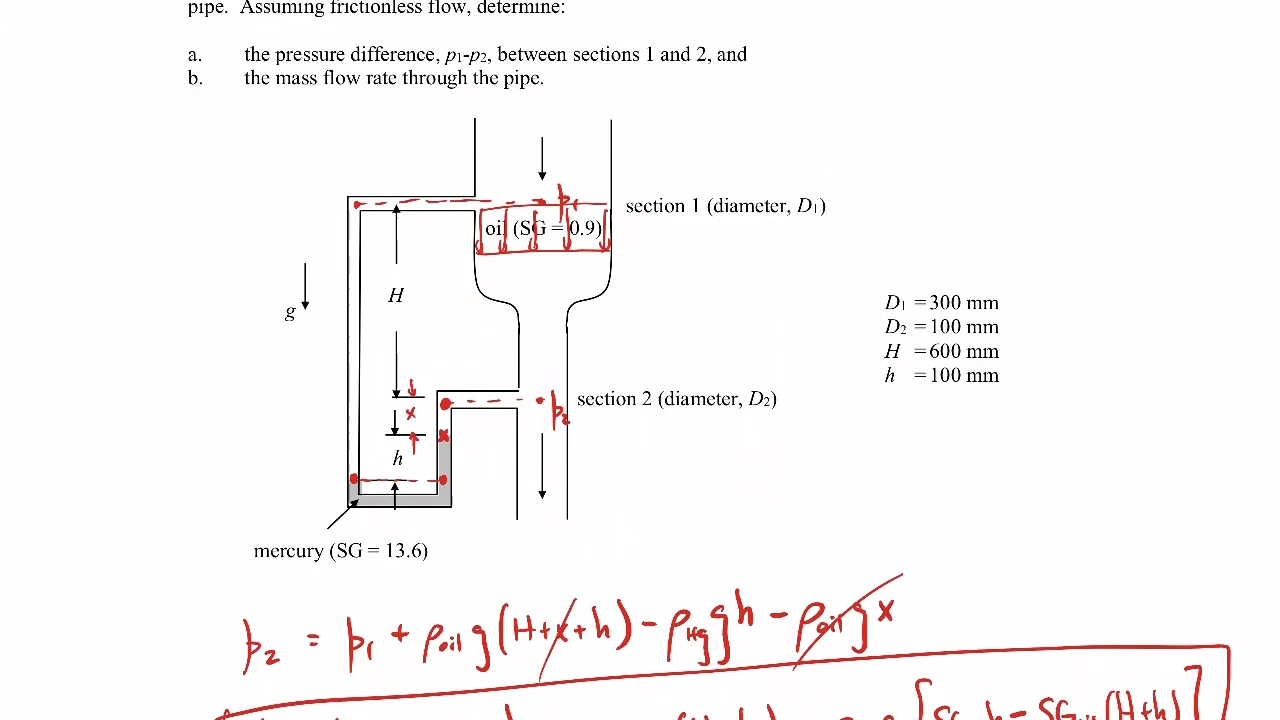 pipe. Assuming frictionless flow, determine:
a. the pressure difference, p1-p2, between sections 1 and 2, and
b. the mass flow rate through the pipe.
p1
section 1 (diameter, D1)
oil (SG = 0.9)
H
g
D1 = 300 mm
D2 = 100 mm
H = 600 mm
h = 100 mm
section 2 (diameter, D2)
p2
x
h
mercury (SG = 13.6)
p2 = p1 + ρoil g(H+x+h) - ρHg g h - ρoil g x
h - SG (H+h)]